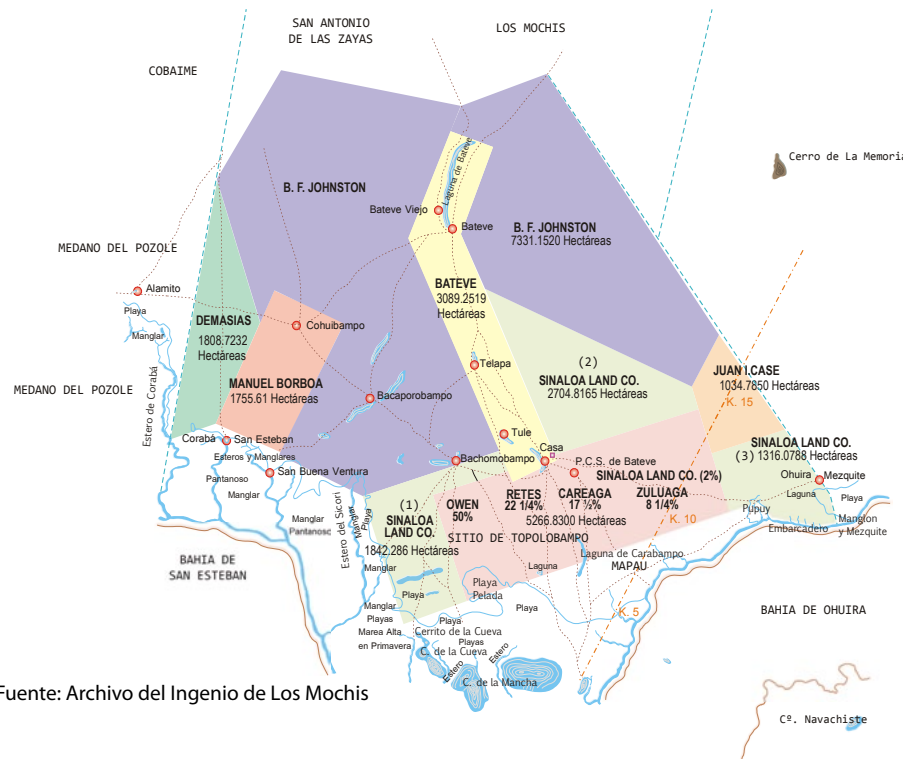 SAN ANTONIO
DE LAS ZAYAS
LOS MOCHIS
COBAIME
Cerro de La Memoria
Laguna de Bateve
B. F. JOHNSTON
Bateve Viejo
Bateve
B. F. JOHNSTON
7331.1520 Hectáreas
MEDANO DEL POZOLE
Alamito
BATEVE
3089.2519
Hectáreas
Playa
Manglar
DEMASIAS
1808.7232
Hectáreas
Cohuibampo
(2)
SINALOA LAND CO.
2704.8165 Hectáreas
Telapa
JUAN I.CASE
1034.7850 Hectáreas
K. 15
MEDANO DEL POZOLE
MANUEL BORBOA
1755.61 Hectáreas
Bacaporobampo
Estero de Corabá
Corabá
San Esteban
Tule
Casa
SINALOA LAND CO.
(3) 1316.0788 Hectáreas
Esteros y Manglares
Bachomobampo
P.C.S. de Bateve
SINALOA LAND CO. (2%)
Ohuira
Mezquite
Pantanoso
San Buena Ventura
Manglar
Laguna
Playa
OWEN
50%
RETES
22 1/4%
CAREAGA
17 ½%
ZULUAGA
8 1/4%
5266.8300 Hectáreas
K. 10
Pupuy
Embarcadero
Mangton
y Mezquite
(1)
SINALOA
LAND CO.
1842.286 Hectáreas
Estero del Sicori
Manglar
Playa
Manglar
Pantanosc
SITIO DE TOPOLOBAMPO
Laguna de Carabampo
MAPAU
Laguna
BAHIA DE
SAN ESTEBAN
Manglar
Playa
Playa
Pelada
Manglar
Playas
Marea Alta
en Primavera
Playa
Playa
K. 5
BAHIA DE OHUIRA
Cerrito de la Cueva
Playas
C. de la Cueva
Estero
Estero
C. de la Mancha
Fuente: Archivo del Ingenio de Los Mochis
Cº. Navachiste